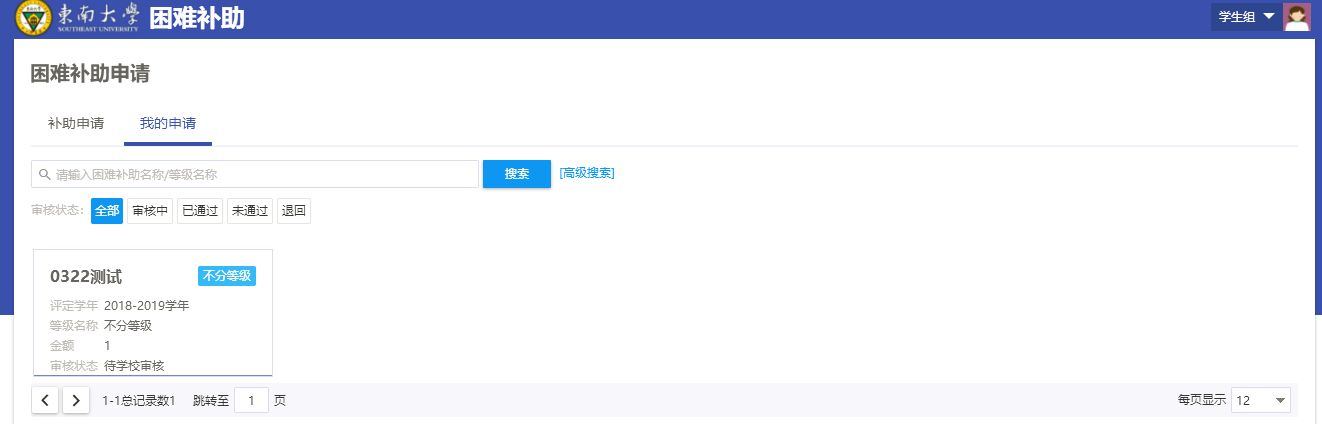 東南大學 困难补助
SOUTHEAST UNIVERSITY
学生组
困难补助申请
补助申请 我的申请
请输入困难补助名称/等级名称 搜索 [高级搜索]
审核状态: 全部 审核中 已通过 未通过 退回
0322测试 不分等级
评定学年 2018-2019学年
等级名称 不分等级
金额 1
审核状态 待学校审核
1-1总记录数1 跳转至 1 页 每页显示 12